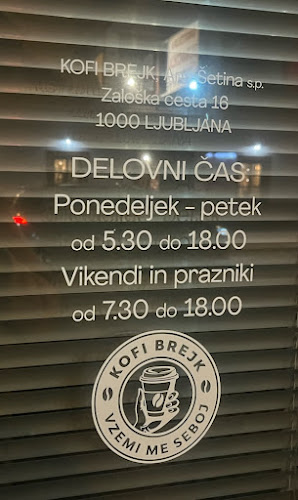 KOFI BREJK, Šetina s.p.
Zaloška cesta 16
1000 LJUBLJANA
DELOVNI ČAS:
Ponedeljek - petek
od 5.30 do 18.00
Vikendi in prazniki
od 7.30 do 18.00
KOFI BREJK
VZEMI ME SEBOJ